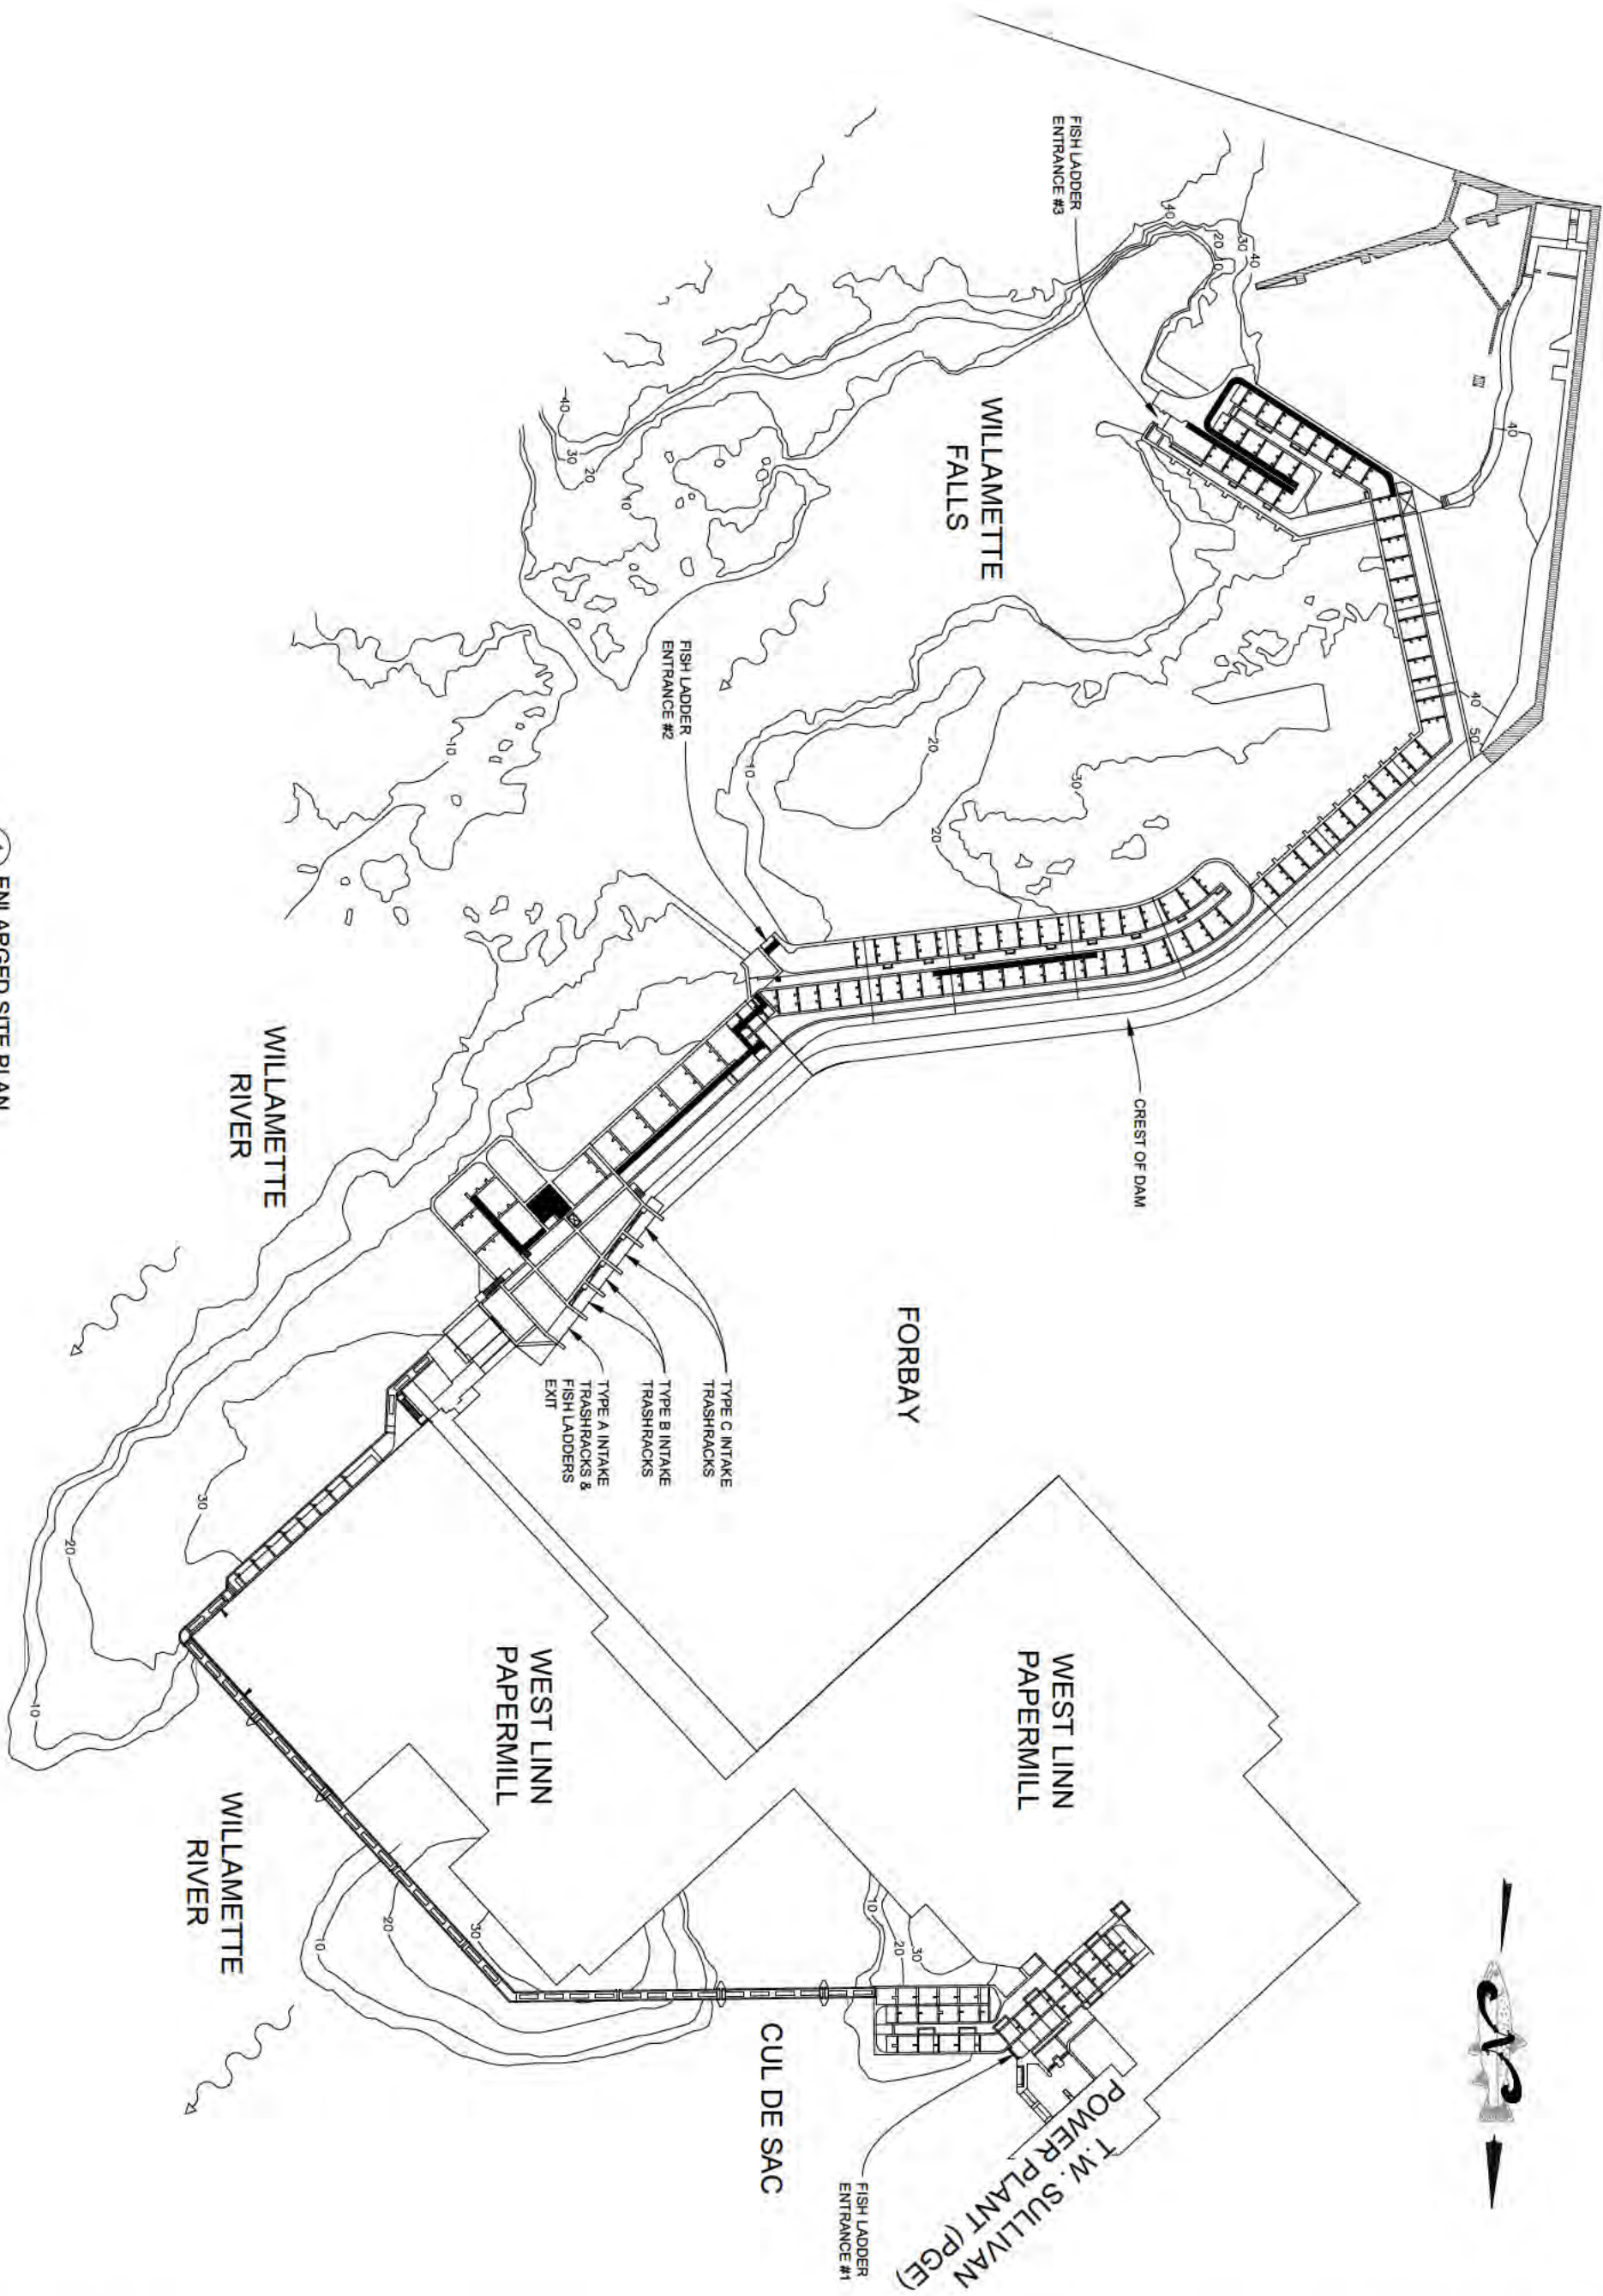 40
40
50
40
30
20
10
40
CREST OF DAM
FISH LADDER
ENTRANCE #3
30
WEST LINN
PAPERMILL
T.W. SULLIVAN
POWER PLANT (PGE)
WILLAMETTE
FALLS
20
20
FORBAY
30
20
10
FISH LADDER
ENTRANCE #1
CUL DE SAC
10
TYPE C INTAKE
TRASHRACKS
FISH LADDER
ENTRANCE #2
TYPE B INTAKE
TRASHRACKS
TYPE A INTAKE
TRASHRACKS &
FISH LADDERS
EXIT
10
20
30
40
WEST LINN
PAPERMILL
30
10
20
10
WILLAMETTE
RIVER
WILLAMETTE
RIVER
30
20
10
ENLARGED SITE PLAN